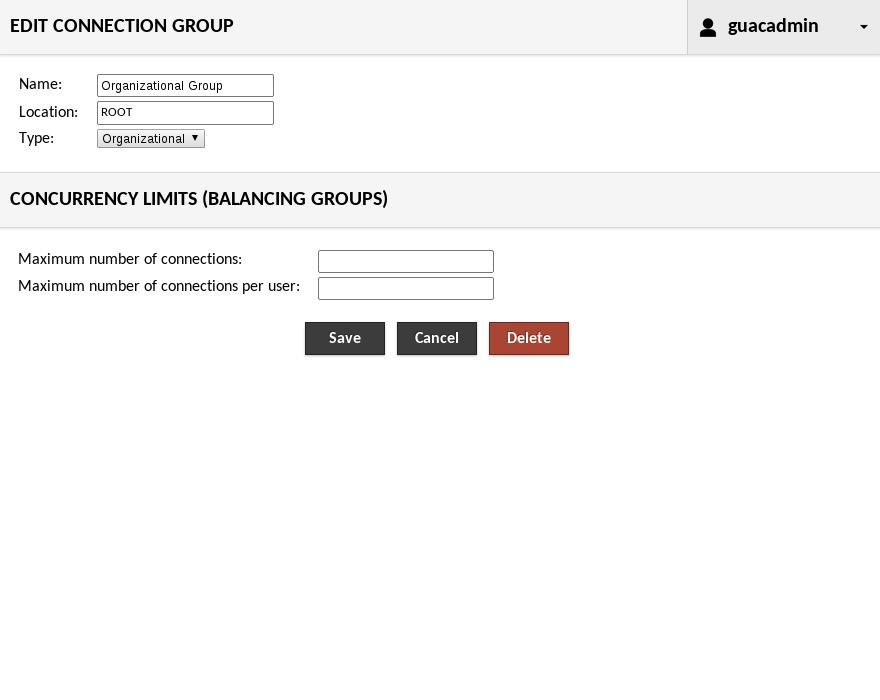 EDIT CONNECTION GROUP
guacadmin
Name: Organizational Group
Location: ROOT
Type: Organizational
CONCURRENCY LIMITS (BALANCING GROUPS)
Maximum number of connections:
Maximum number of connections per user:
Save Cancel Delete